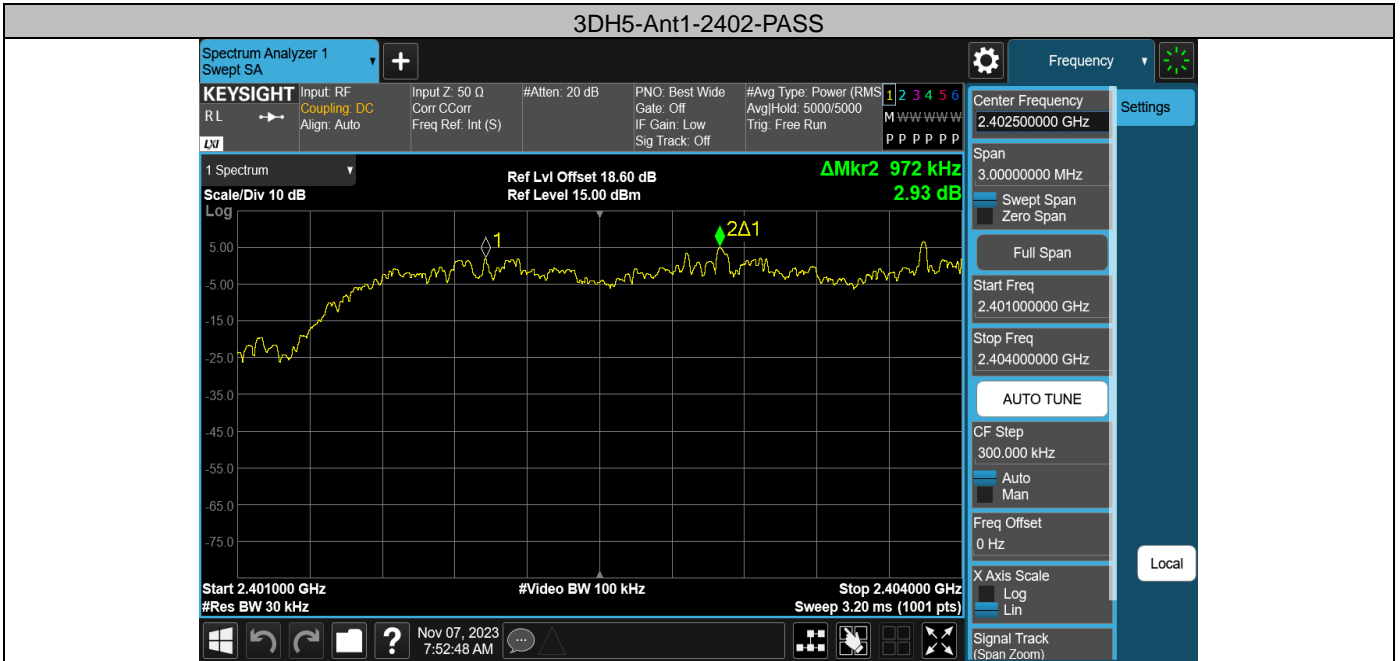 3DH5-Ant1-2402-PASS
Spectrum Analyzer 1
Swept SA
+
Frequency
KEYSIGHT
RL
LXI
Input: RF
Coupling: DC
Align: Auto
Input Z: 50 Ω
Corr CCorr
Freq Ref: Int (S)
#Atten: 20 dB
PNO: Best Wide
Gate: Off
IF Gain: Low
Sig Track: Off
#Avg Type: Power (RMS
Avg|Hold: 5000/5000
Trig: Free Run
1 2 3 4 5 6
M W W W W W
P P P P P P
Center Frequency
2.402500000 GHz
Settings
Span
3.00000000 MHz
Swept Span
Zero Span
Full Span
Start Freq
2.401000000 GHz
Stop Freq
2.404000000 GHz
AUTO TUNE
CF Step
300.000 kHz
Auto
Man
Freq Offset
0 Hz
X Axis Scale
Log
Lin
Signal Track
(Span Zoom)
Local
1 Spectrum
Scale/Div 10 dB
Ref Lvl Offset 18.60 dB
Ref Level 15.00 dBm
ΔMkr2 972 kHz
2.93 dB
Log
1
2Δ1
5.00
-5.00
-15.0
-25.0
-35.0
-45.0
-55.0
-65.0
-75.0
Start 2.401000 GHz
#Video BW 100 kHz
Stop 2.404000 GHz
#Res BW 30 kHz
Sweep 3.20 ms (1001 pts)
?
Nov 07, 2023
7:52:48 AM